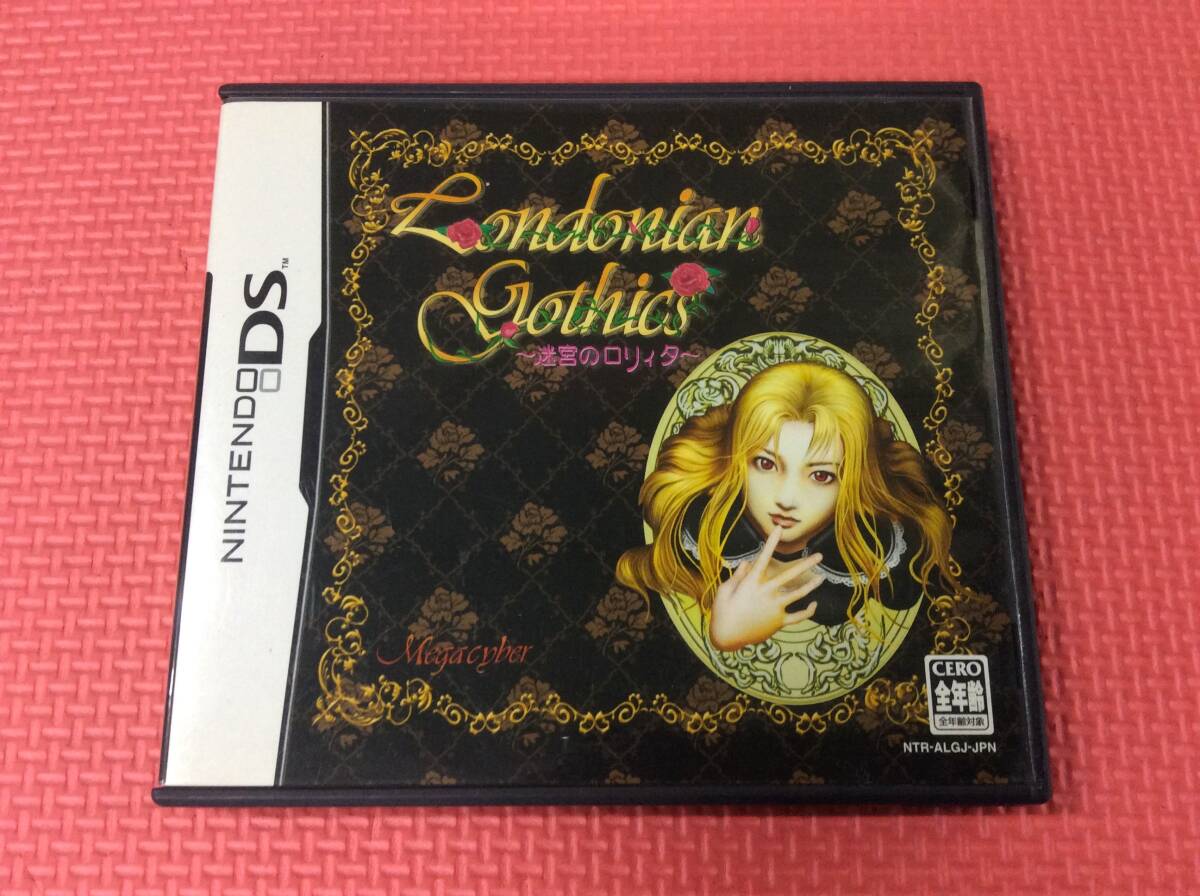 NINTENDO DS™
Londonian
Gothics
～迷宮のロリィタ～
Megacyber
CERO
全年齢
全年齢対象
NTR-ALGJ-JPN